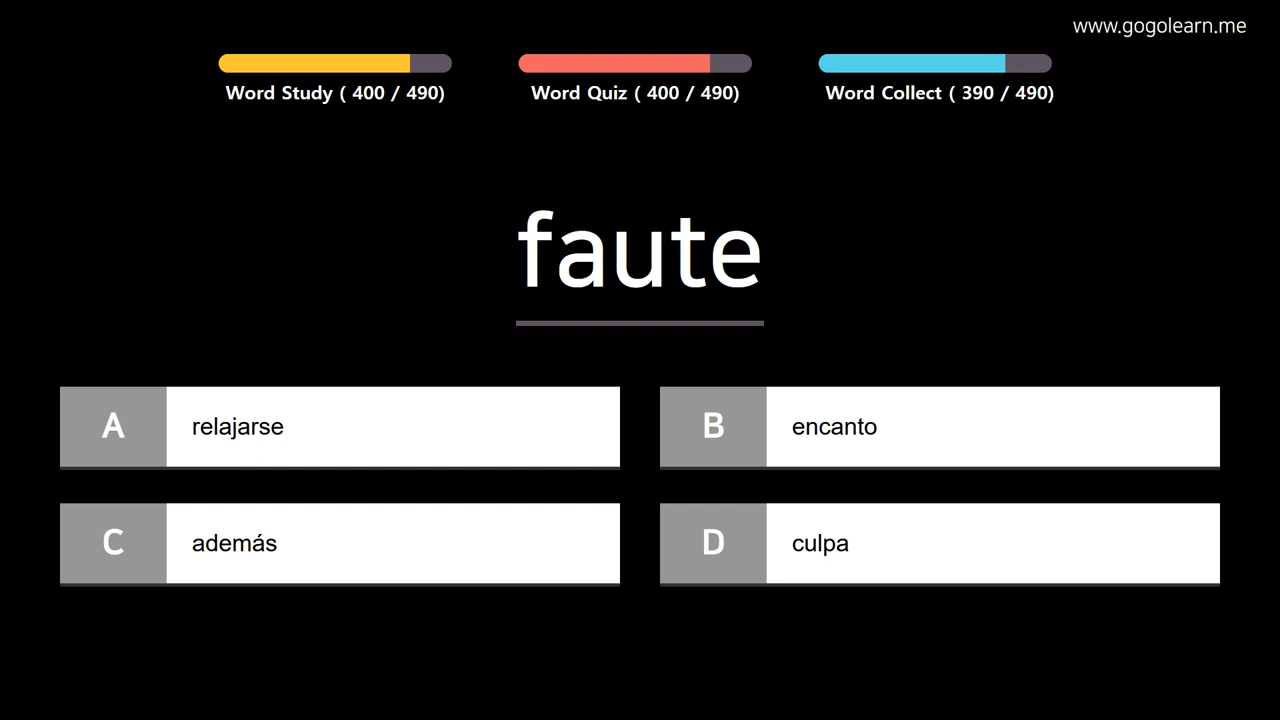 www.gogolearn.me
Word Study ( 400 / 490)
Word Quiz ( 400 / 490)
Word Collect ( 390 / 490)
faute
A relajarse
B encanto
C además
D culpa